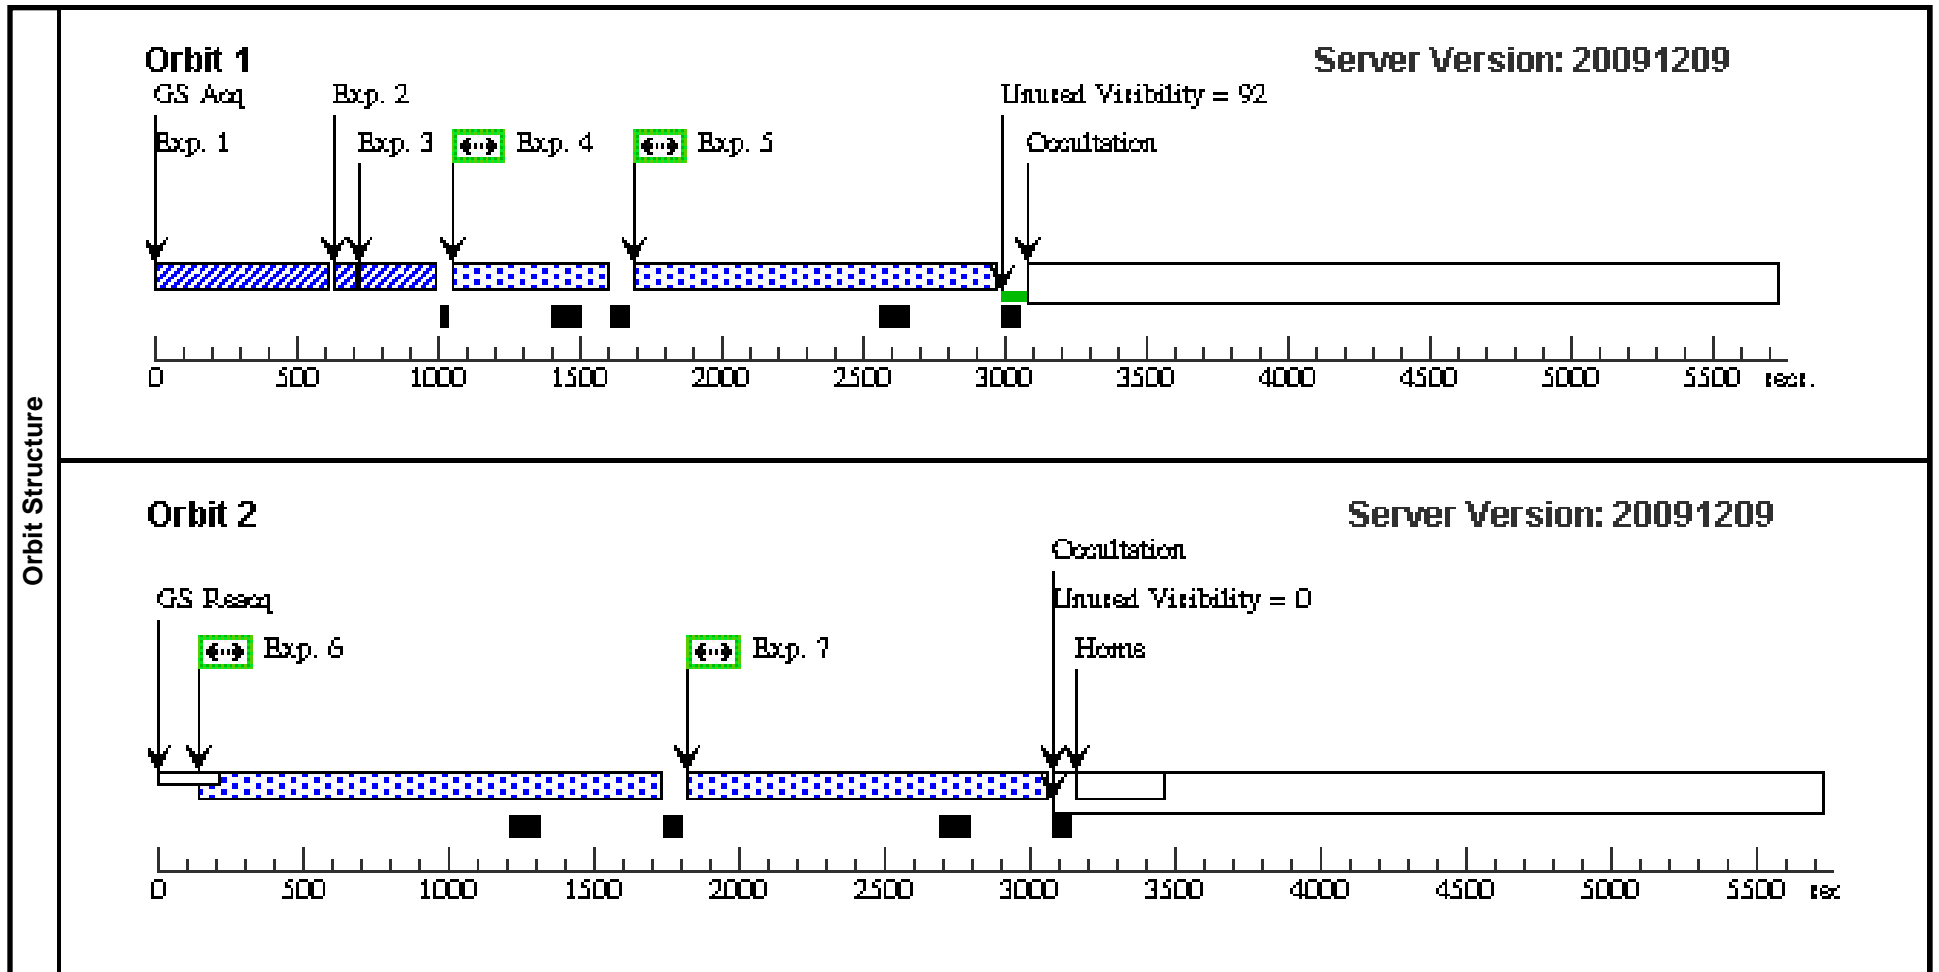 Orbit Structure
Orbit 1
Server Version: 20091209
GS Acq
Exp. 2
Unused Visibility = 92
Exp. 1
Exp. 3
Exp. 4
Exp. 5
Occultation
0 500 1000 1500 2000 2500 3000 3500 4000 4500 5000 5500 secs.
Orbit 2
Server Version: 20091209
Occultation
GS Reacq
Unused Visibility = 0
Exp. 6
Exp. 7
Home
0 500 1000 1500 2000 2500 3000 3500 4000 4500 5000 5500 sec